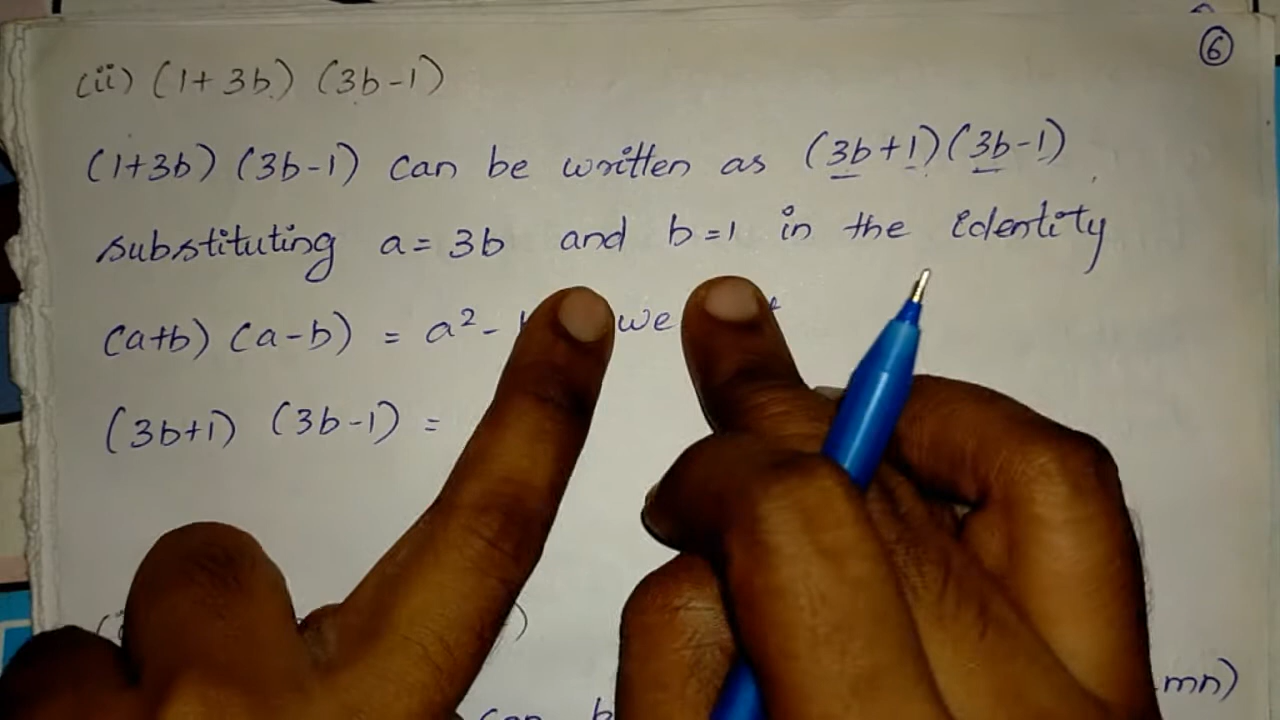 6
(ii) (1+3b) (3b-1)
(1+3b) (3b-1) can be written as (3b+1)(3b-1)
substituting a=3b and b=1 in the identity
(a+b) (a-b) = a²- we
(3b+1) (3b-1) =
mn)
can b